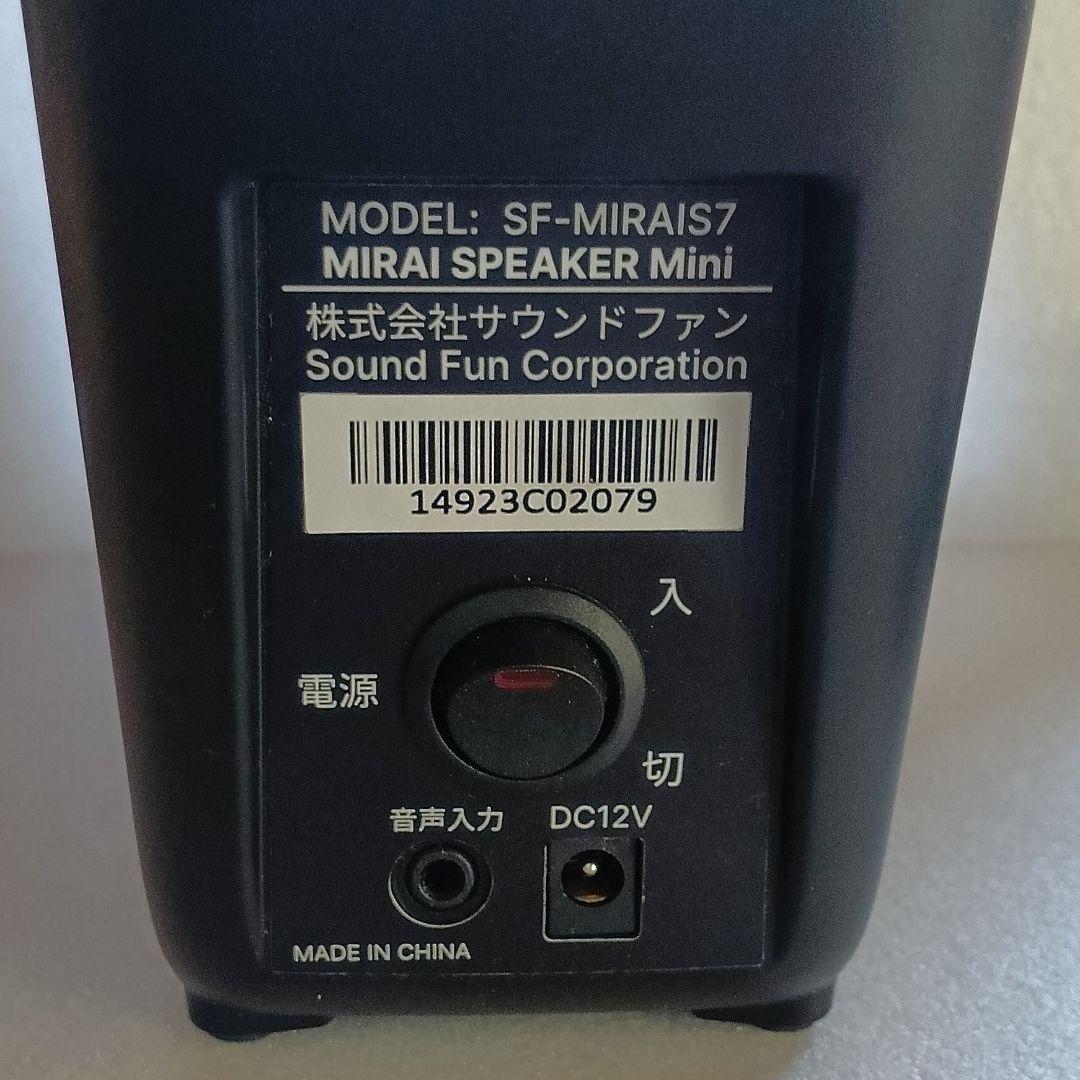 MODEL: SF-MIRAIS7
MIRAI SPEAKER Mini
株式会社サウンドファン
Sound Fun Corporation
14923C02079
入
電源
切
音声入力 DC12V
MADE IN CHINA